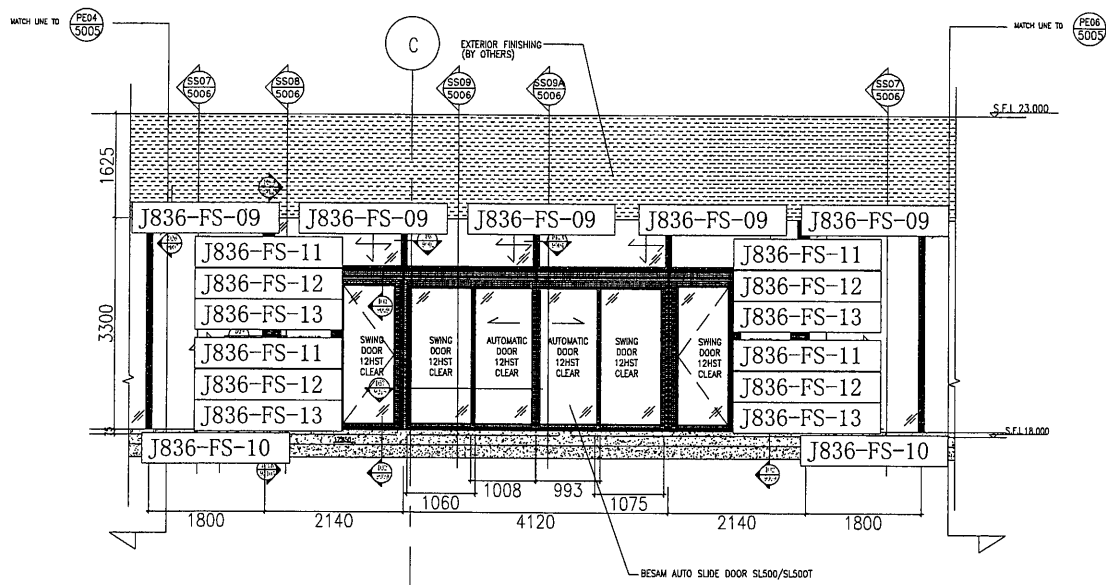 MATCH LINE TO
PE04
5005
C
EXTERIOR FINISHING
(BY OTHERS)
MATCH LINE TO
PE06
5005
SS07
5006
SS08
5006
SS09
5006
SS09A
5006
SS07
5006
S.F.L 23.000
1625
J836-FS-09
J836-FS-09
J836-FS-09
J836-FS-09
J836-FS-09
J836-FS-11
J836-FS-12
J836-FS-13
J836-FS-11
J836-FS-12
J836-FS-13
J836-FS-11
J836-FS-12
J836-FS-13
J836-FS-11
J836-FS-12
J836-FS-13
3300
SWING
DOOR
12HST
CLEAR
SWING
DOOR
12HST
CLEAR
AUTOMATIC
DOOR
12HST
CLEAR
AUTOMATIC
DOOR
12HST
CLEAR
SWING
DOOR
12HST
CLEAR
SWING
DOOR
12HST
CLEAR
75
S.F.L 18.000
J836-FS-10
J836-FS-10
1060
1008
993
1075
1800
2140
4120
2140
1800
BESAM AUTO SLIDE DOOR SL500/SL500T